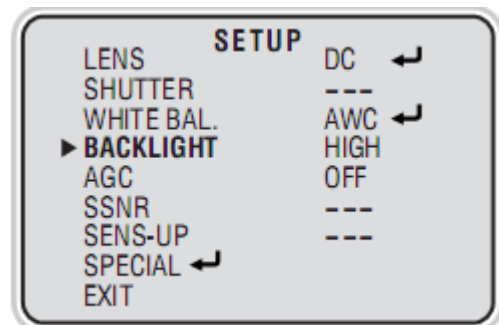 SETUP
LENS DC ↵
SHUTTER ---
WHITE BAL. AWC ↵
▶ BACKLIGHT HIGH
AGC OFF
SSNR ---
SENS-UP ---
SPECIAL ↵
EXIT